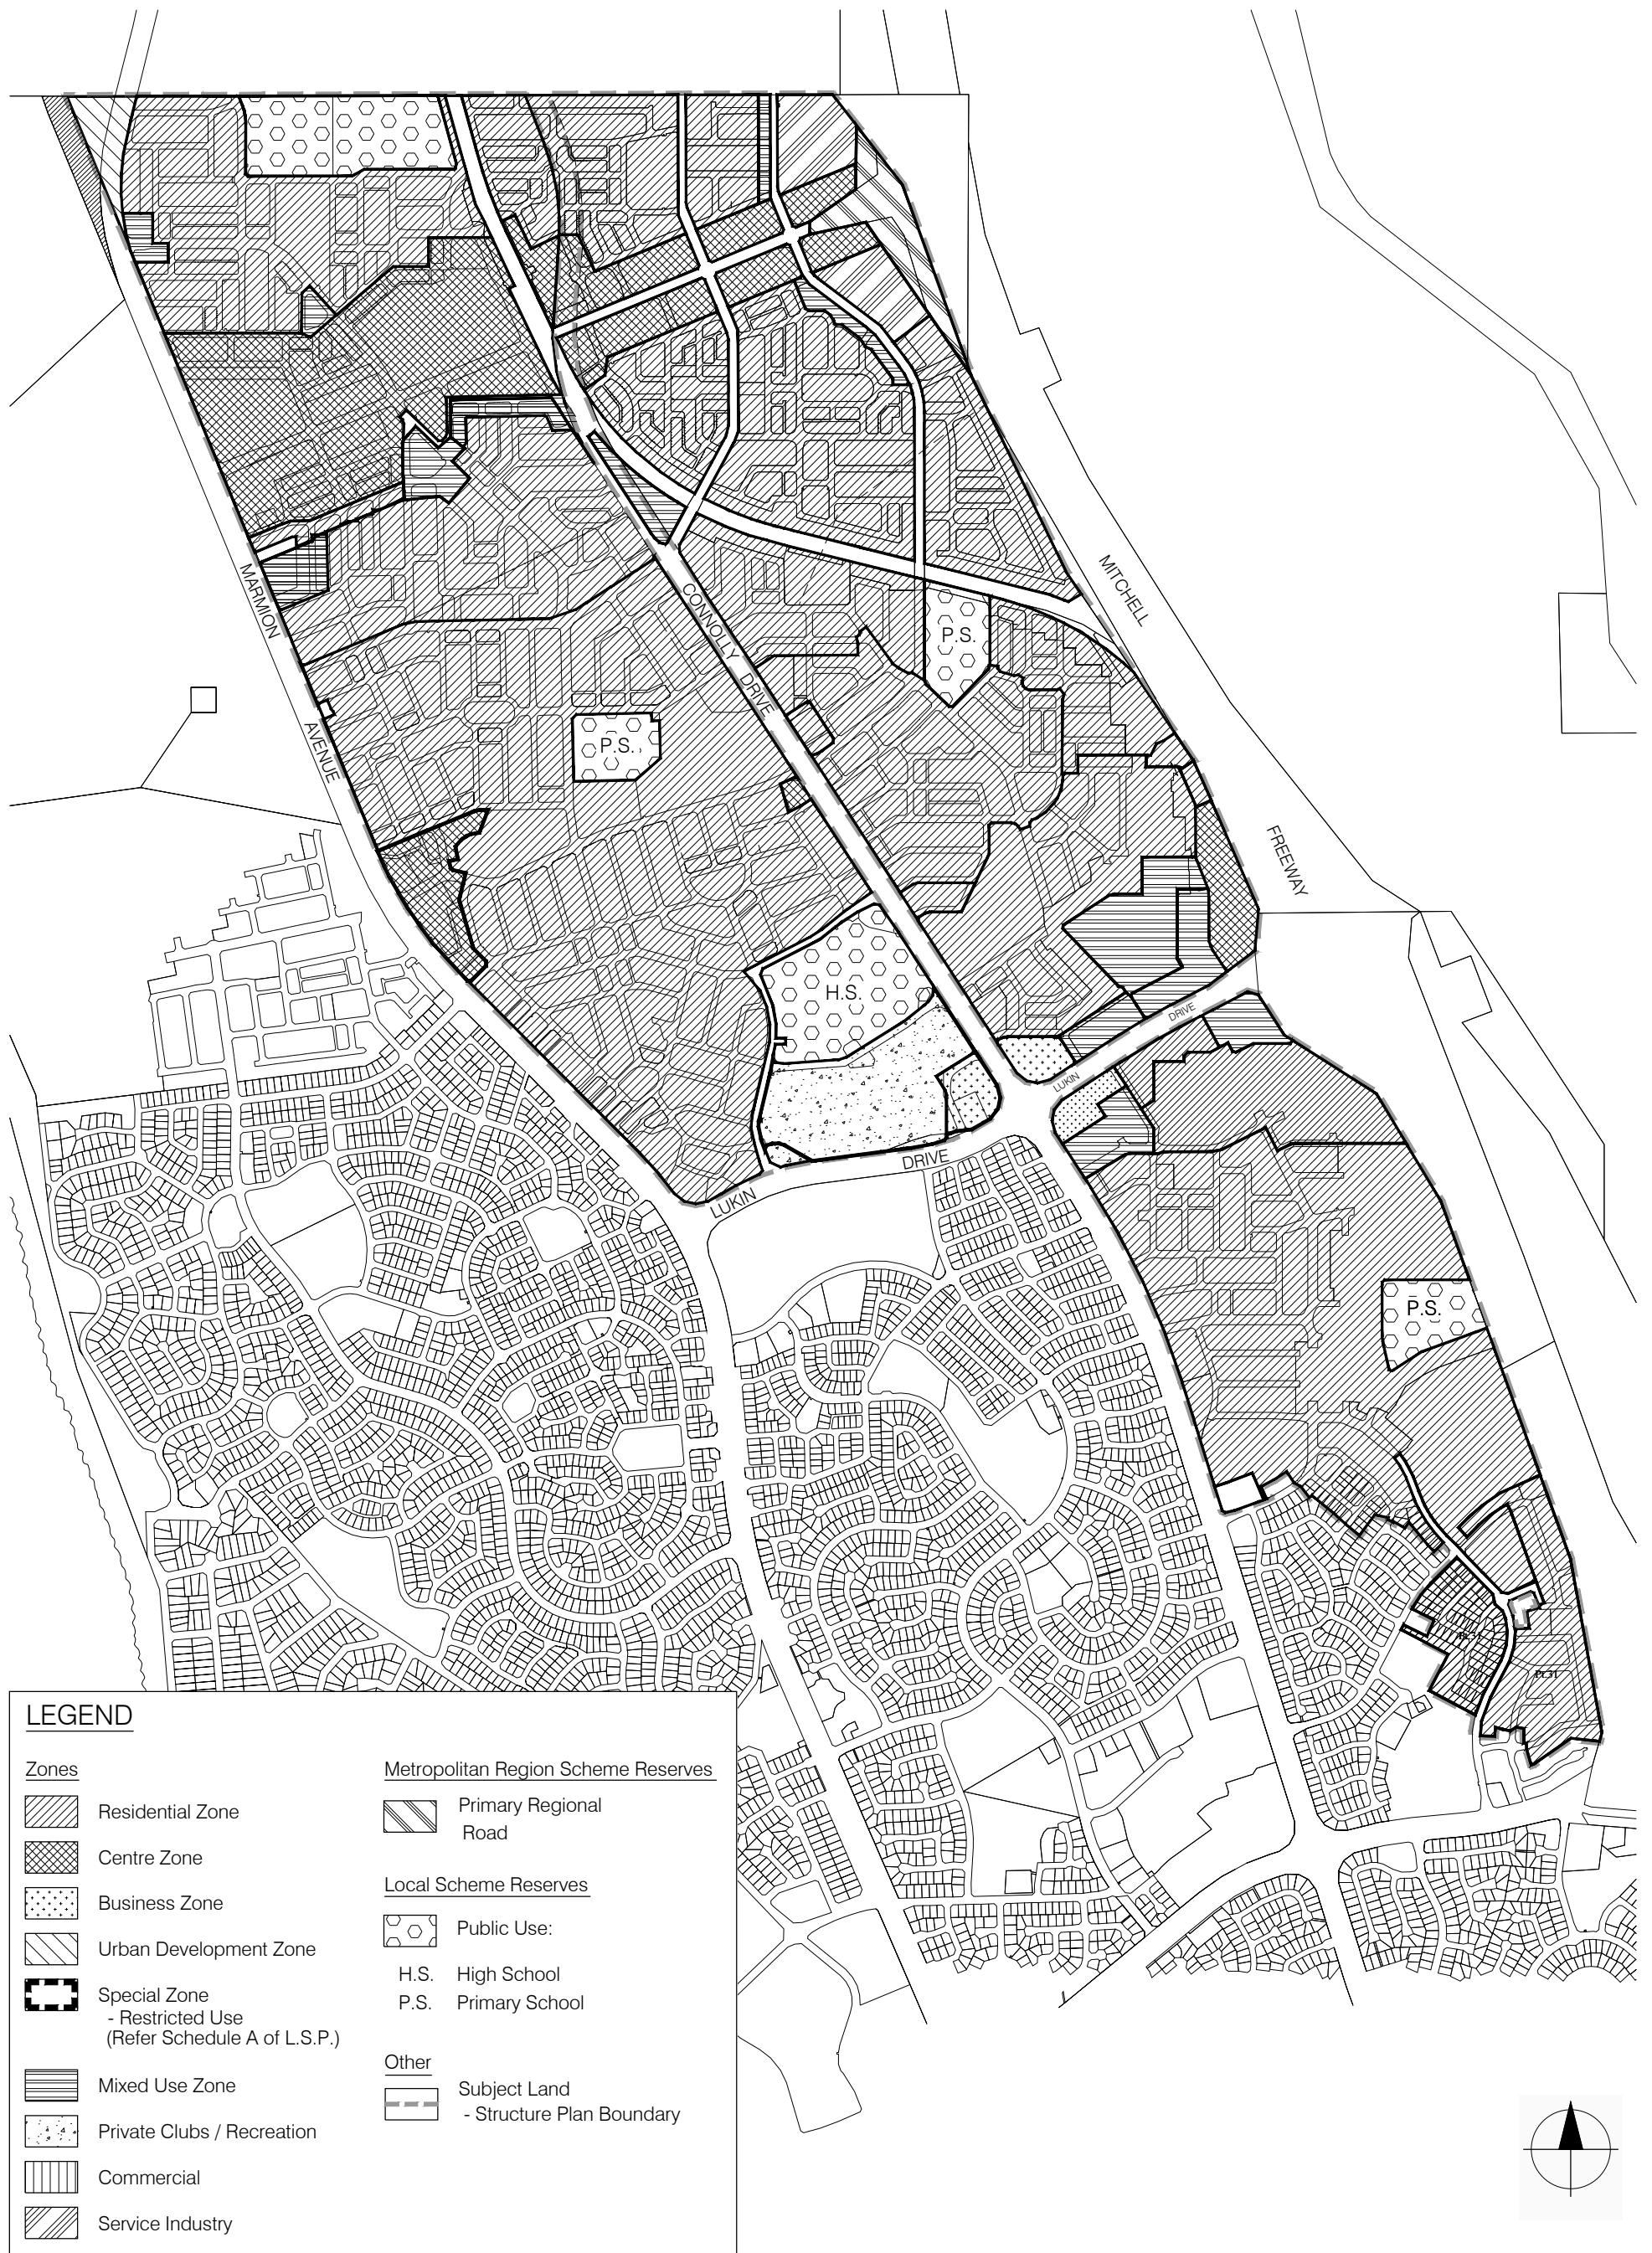 MITCHELL
MARMION
CONNOLLY DRIVE
P.S.
AVENUE
P.S.
FREEWAY
H.S.
DRIVE
LUKIN
DRIVE
LUKIN
P.S.
Pt.31
LEGEND
Zones
Residential Zone
Centre Zone
Business Zone
Urban Development Zone
Special Zone
- Restricted Use
(Refer Schedule A of L.S.P.)
Mixed Use Zone
Private Clubs / Recreation
Commercial
Service Industry
Metropolitan Region Scheme Reserves
Primary Regional
Road
Local Scheme Reserves
Public Use:
H.S. High School
P.S. Primary School
Other
Subject Land
- Structure Plan Boundary